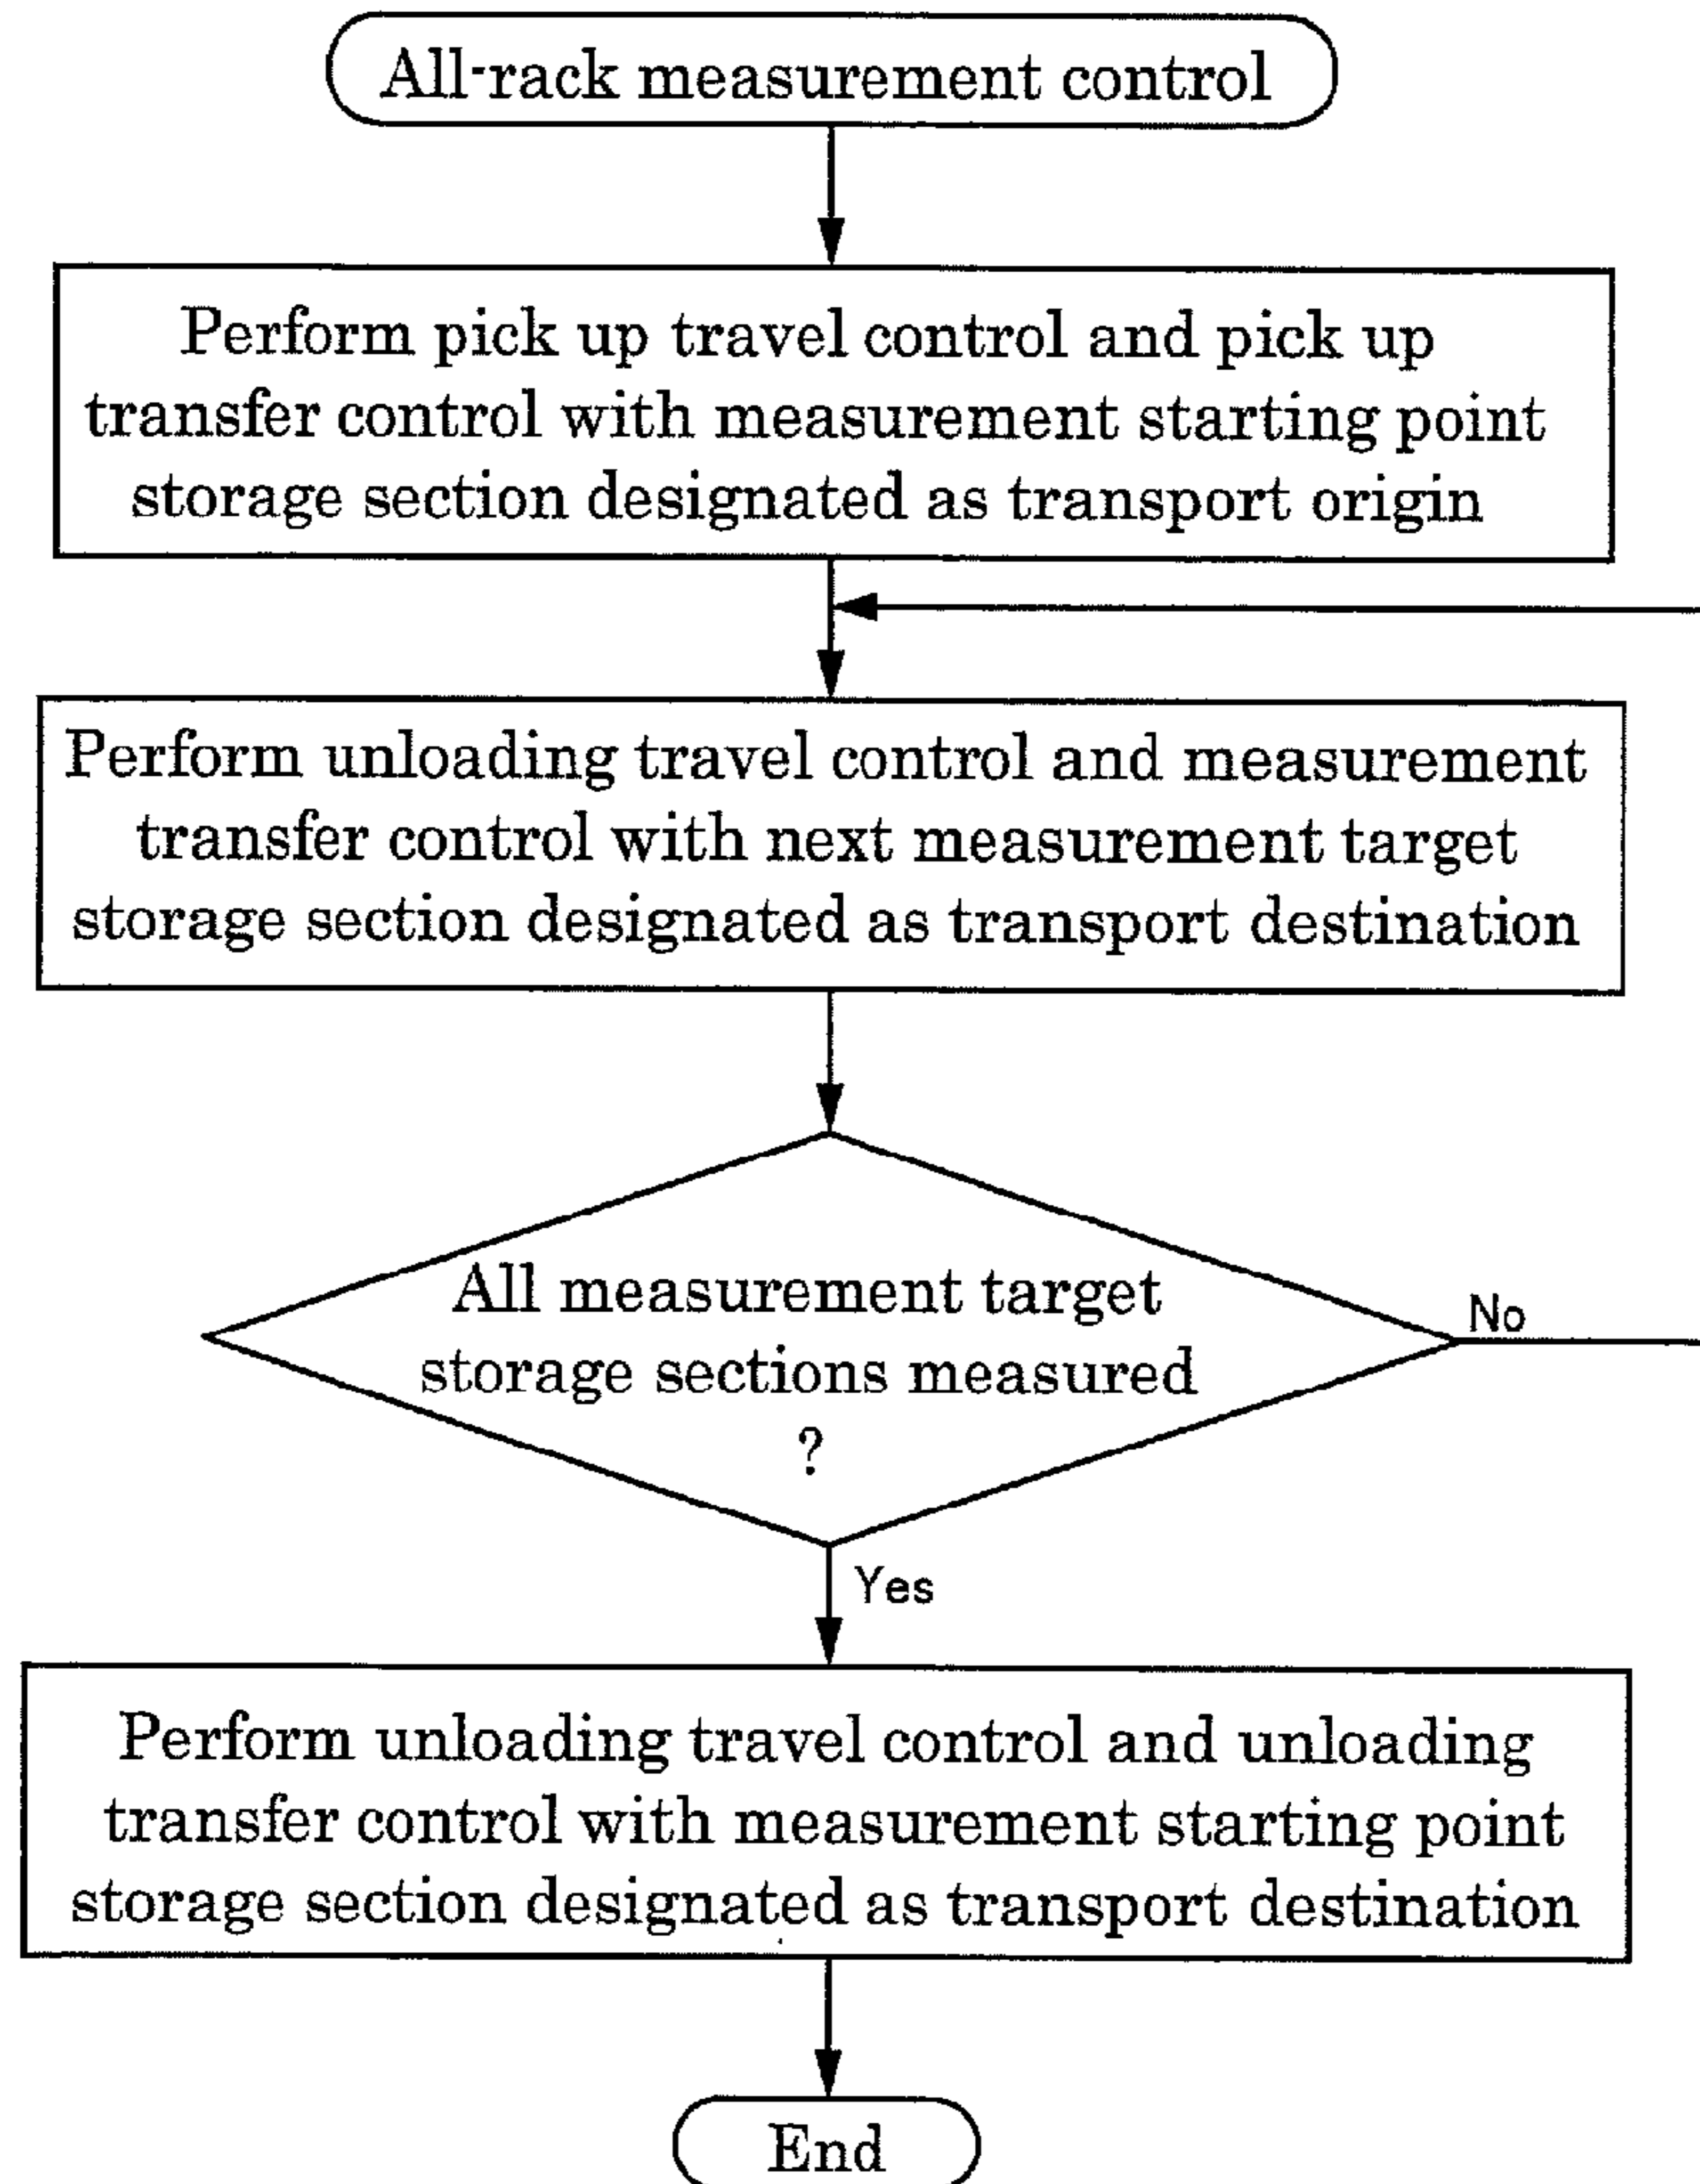 All-rack measurement control
Perform pick up travel control and pick up
transfer control with measurement starting point
storage section designated as transport origin
Perform unloading travel control and measurement
transfer control with next measurement target
storage section designated as transport destination
All measurement target
storage sections measured
?
No
Yes
Perform unloading travel control and unloading
transfer control with measurement starting point
storage section designated as transport destination
End